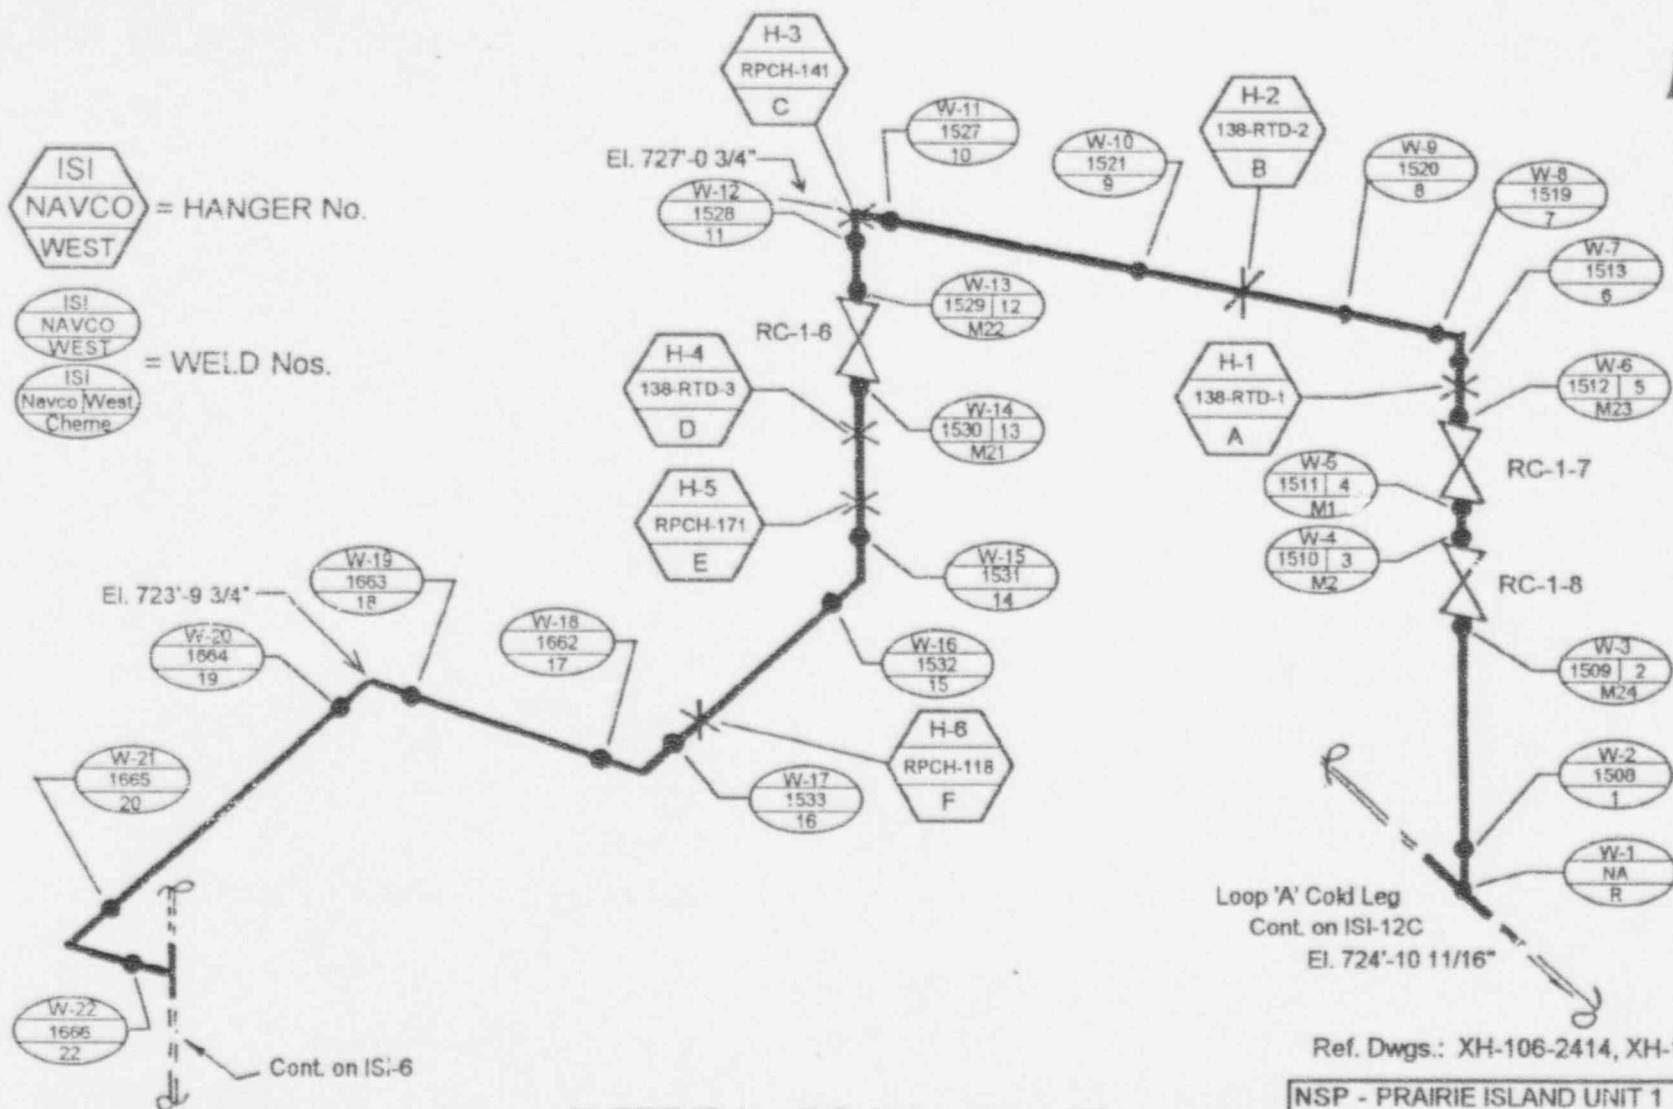 H-3
RPCH-141
C
W-11
1527
10
H-2
138-RTD-2
B
W-10
1521
9
W-9
1520
8
W-8
1519
7
El. 727'-0 3/4"
W-12
1528
11
ISI
NAVCO
WEST
= HANGER No.
W-7
1513
6
ISI
NAVCO
WEST
ISI
Navco West
Cherne
= WELD Nos.
W-13
1529 12
M22
RC-1-6
H-4
138-RTD-3
D
H-1
138-RTD-1
A
W-6
1512 5
M23
W-14
1530 13
M21
RC-1-7
W-5
1511 4
M1
H-5
RPCH-171
E
W-4
1510 3
M2
RC-1-8
W-15
1531
14
W-19
1663
18
El. 723'-9 3/4"
W-20
1664
19
W-18
1662
17
W-16
1532
15
W-3
1509 2
M24
H-6
RPCH-118
F
W-21
1665
20
W-17
1533
16
W-2
1508
1
W-1
NA
R
Loop 'A' Cold Leg
Cont. on ISI-12C
El. 724'-10 11/16"
W-22
1666
22
Cont. on ISI-6
Ref. Dwgs.: XH-106-2414, XH-
NSP - PRAIRIE ISLAND UNIT 1